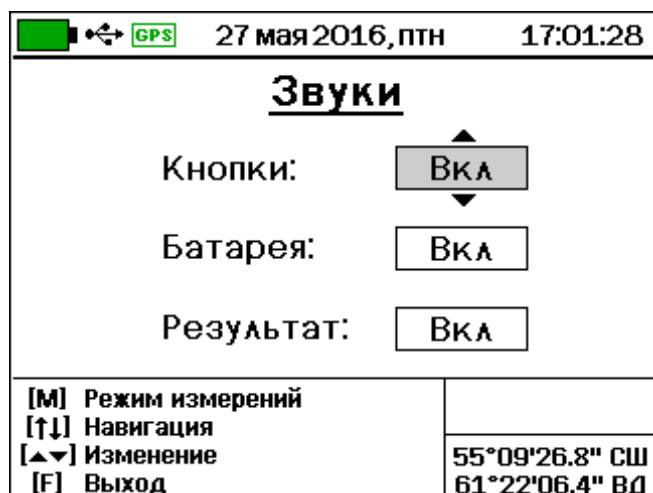 GPS 27 мая 2016, птн 17:01:28
Звуки
Кнопки: Вкл
Батарея: Вкл
Результат: Вкл
[М] Режим измерений
[↑↓] Навигация
[▲▼] Изменение
[F] Выход
55°09'26.8" СШ
61°22'06.4" ВД